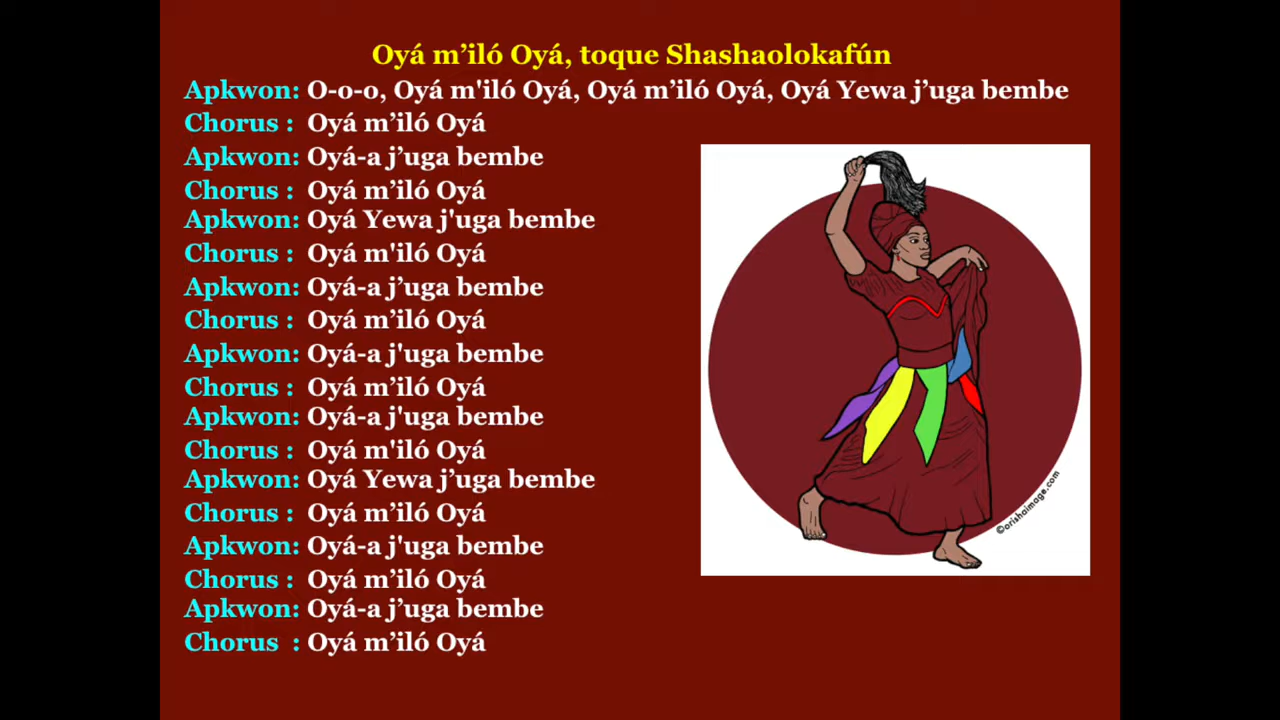 Oyá m’iló Oyá, toque Shashaolokafún
Apkwon: O-o-o, Oyá m'iló Oyá, Oyá m’iló Oyá, Oyá Yewa j’uga bembe
Chorus : Oyá m’iló Oyá
Apkwon: Oyá-a j’uga bembe
Chorus : Oyá m’iló Oyá
Apkwon: Oyá Yewa j'uga bembe
Chorus : Oyá m'iló Oyá
Apkwon: Oyá-a j’uga bembe
Chorus : Oyá m’iló Oyá
Apkwon: Oyá-a j'uga bembe
Chorus : Oyá m’iló Oyá
Apkwon: Oyá-a j'uga bembe
Chorus : Oyá m'iló Oyá
Apkwon: Oyá Yewa j’uga bembe
Chorus : Oyá m’iló Oyá
Apkwon: Oyá-a j'uga bembe
Chorus : Oyá m’iló Oyá
Apkwon: Oyá-a j’uga bembe
Chorus : Oyá m’iló Oyá
©orishaimage.com